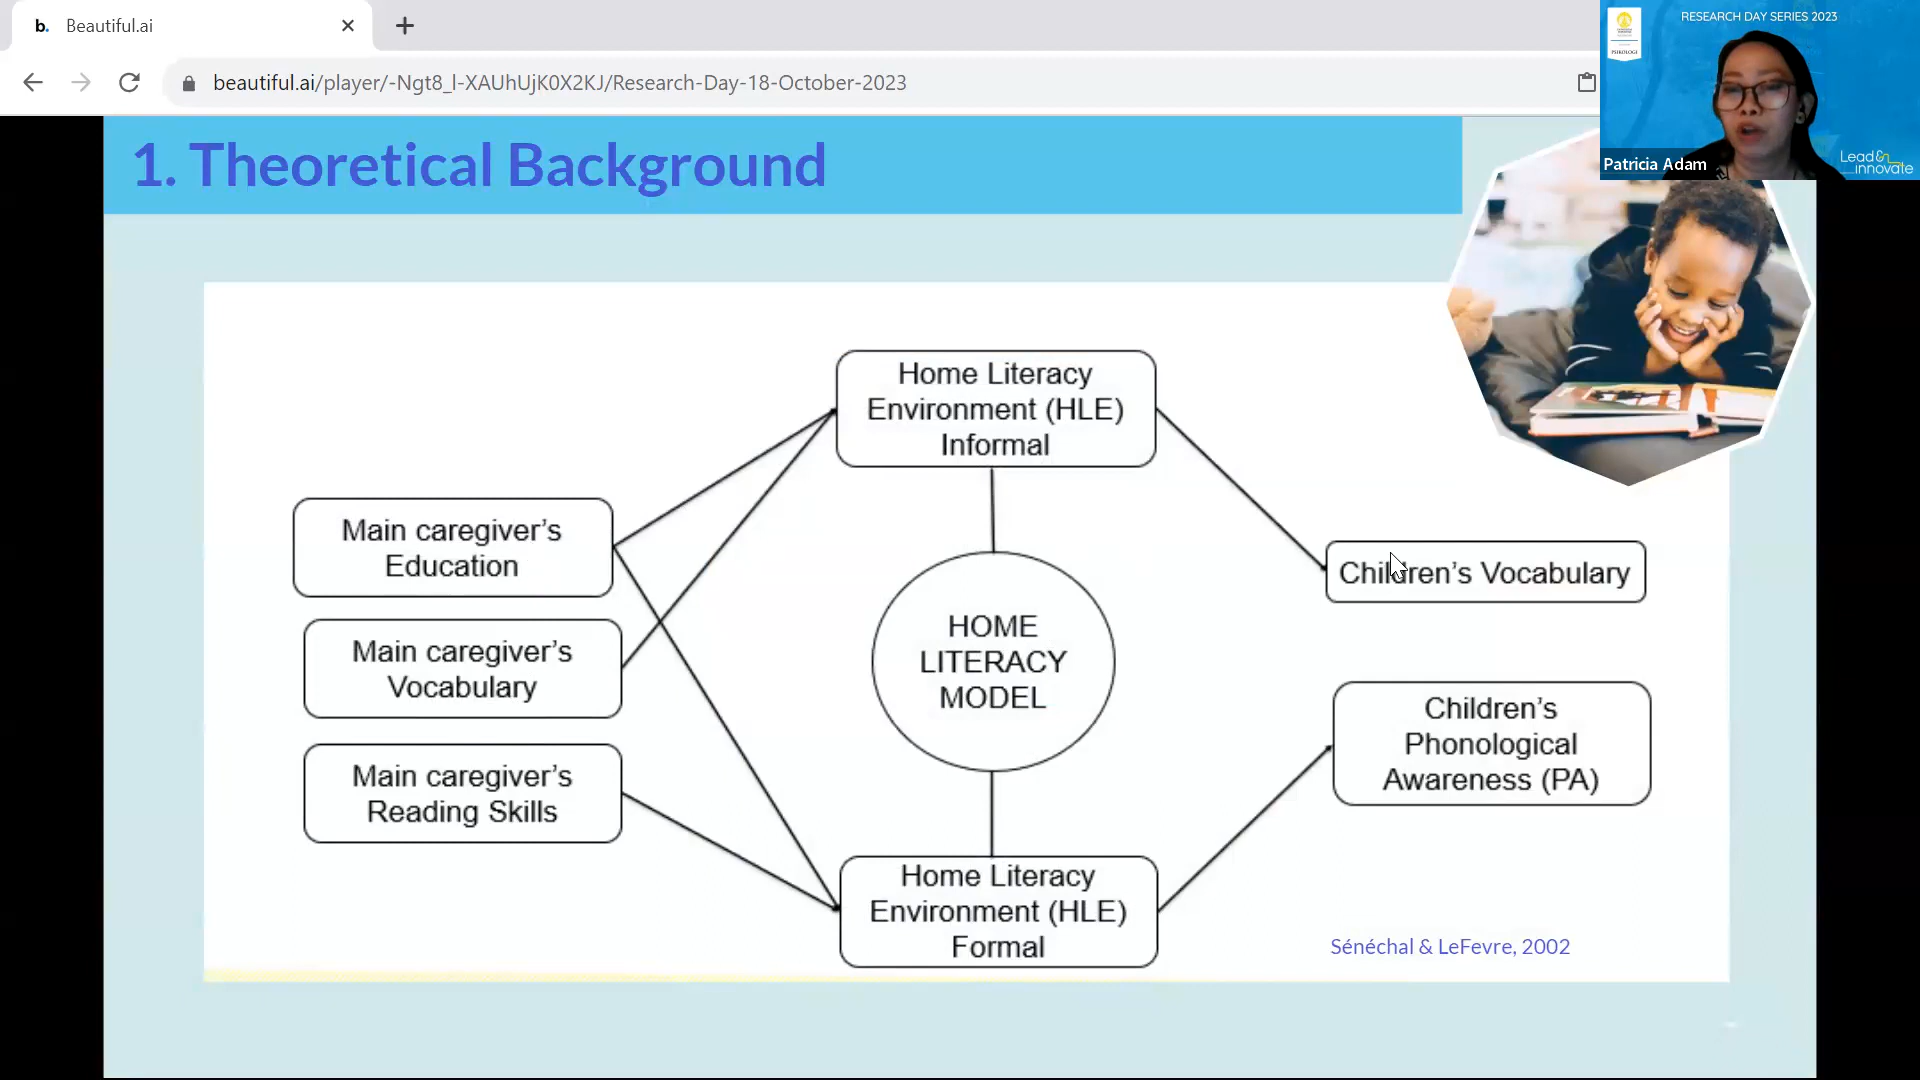 b. Beautiful.ai
beautiful.ai/player/-Ngt8_l-XAUhUjK0X2KJ/Research-Day-18-October-2023
RESEARCH DAY SERIES 2023
PSIKOLOGI
Patricia Adam
Lead &
innovate
1. Theoretical Background
Home Literacy
Environment (HLE)
Informal
Main caregiver's
Education
Main caregiver's
Vocabulary
Main caregiver's
Reading Skills
HOME
LITERACY
MODEL
Children's Vocabulary
Children's
Phonological
Awareness (PA)
Home Literacy
Environment (HLE)
Formal
Sénéchal & LeFevre, 2002